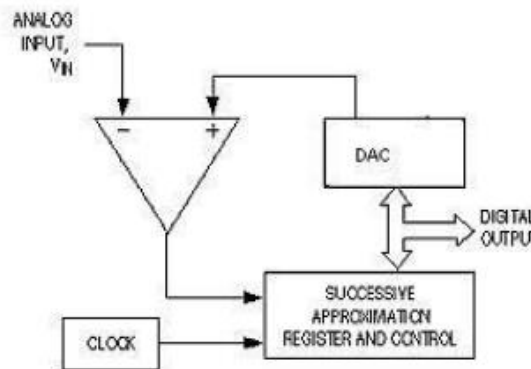 ANALOG
INPUT,
VIN
− +
DAC
DIGITAL
OUTPUT
SUCCESSIVE
APPROXIMATION
REGISTER AND CONTROL
CLOCK